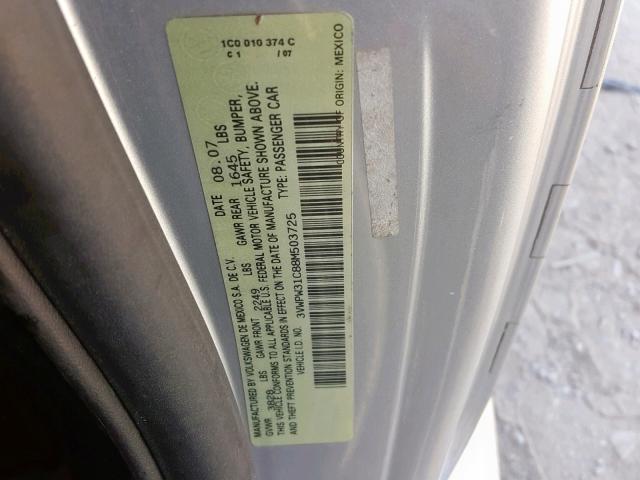 1C0 010 374 C
C 1 / 07
MANUFACTURED BY VOLKSWAGEN DE MEXICO S.A. DE C.V. DATE 08.07
GVWR 3828 LBS GAWR FRONT 2249 LBS GAWR REAR 1645 LBS
THIS VEHICLE CONFORMS TO ALL APPLICABLE U.S. FEDERAL MOTOR VEHICLE SAFETY, BUMPER,
AND THEFT PREVENTION STANDARDS IN EFFECT ON THE DATE OF MANUFACTURE SHOWN ABOVE.
VEHICLE I.D. NO. 3VWPW31C88M503725 TYPE: PASSENGER CAR
COUNTRY OF ORIGIN: MEXICO